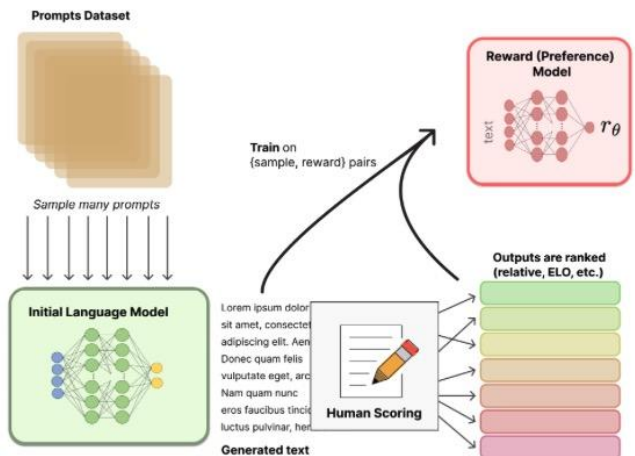 Prompts Dataset
Sample many prompts
Initial Language Model
Train on
{sample, reward} pairs
Reward (Preference)
Model
text
rθ
Lorem ipsum dolor
sit amet, consectet
adipiscing elit. Aen
Donec quam felis
vulputate eget, arc
Nam quam nunc
eros faucibus tincid
luctus pulvinar, her
Generated text
Human Scoring
Outputs are ranked
(relative, ELO, etc.)